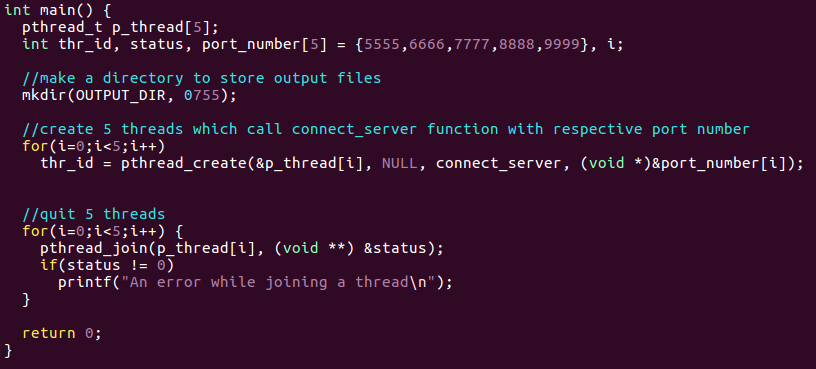 int main() {
  pthread_t p_thread[5];
  int thr_id, status, port_number[5] = {5555,6666,7777,8888,9999}, i;

  //make a directory to store output files
  mkdir(OUTPUT_DIR, 0755);

  //create 5 threads which call connect_server function with respective port number
  for(i=0;i<5;i++)
    thr_id = pthread_create(&p_thread[i], NULL, connect_server, (void *)&port_number[i]);


  //quit 5 threads
  for(i=0;i<5;i++) {
    pthread_join(p_thread[i], (void **) &status);
    if(status != 0)
      printf("An error while joining a thread\n");
  }

  return 0;
}